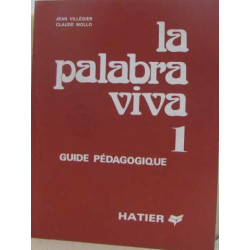 JEAN VILLÉGIER
CLAUDE MOLLO
la
palabra
viva
1
GUIDE PÉDAGOGIQUE
HATIER